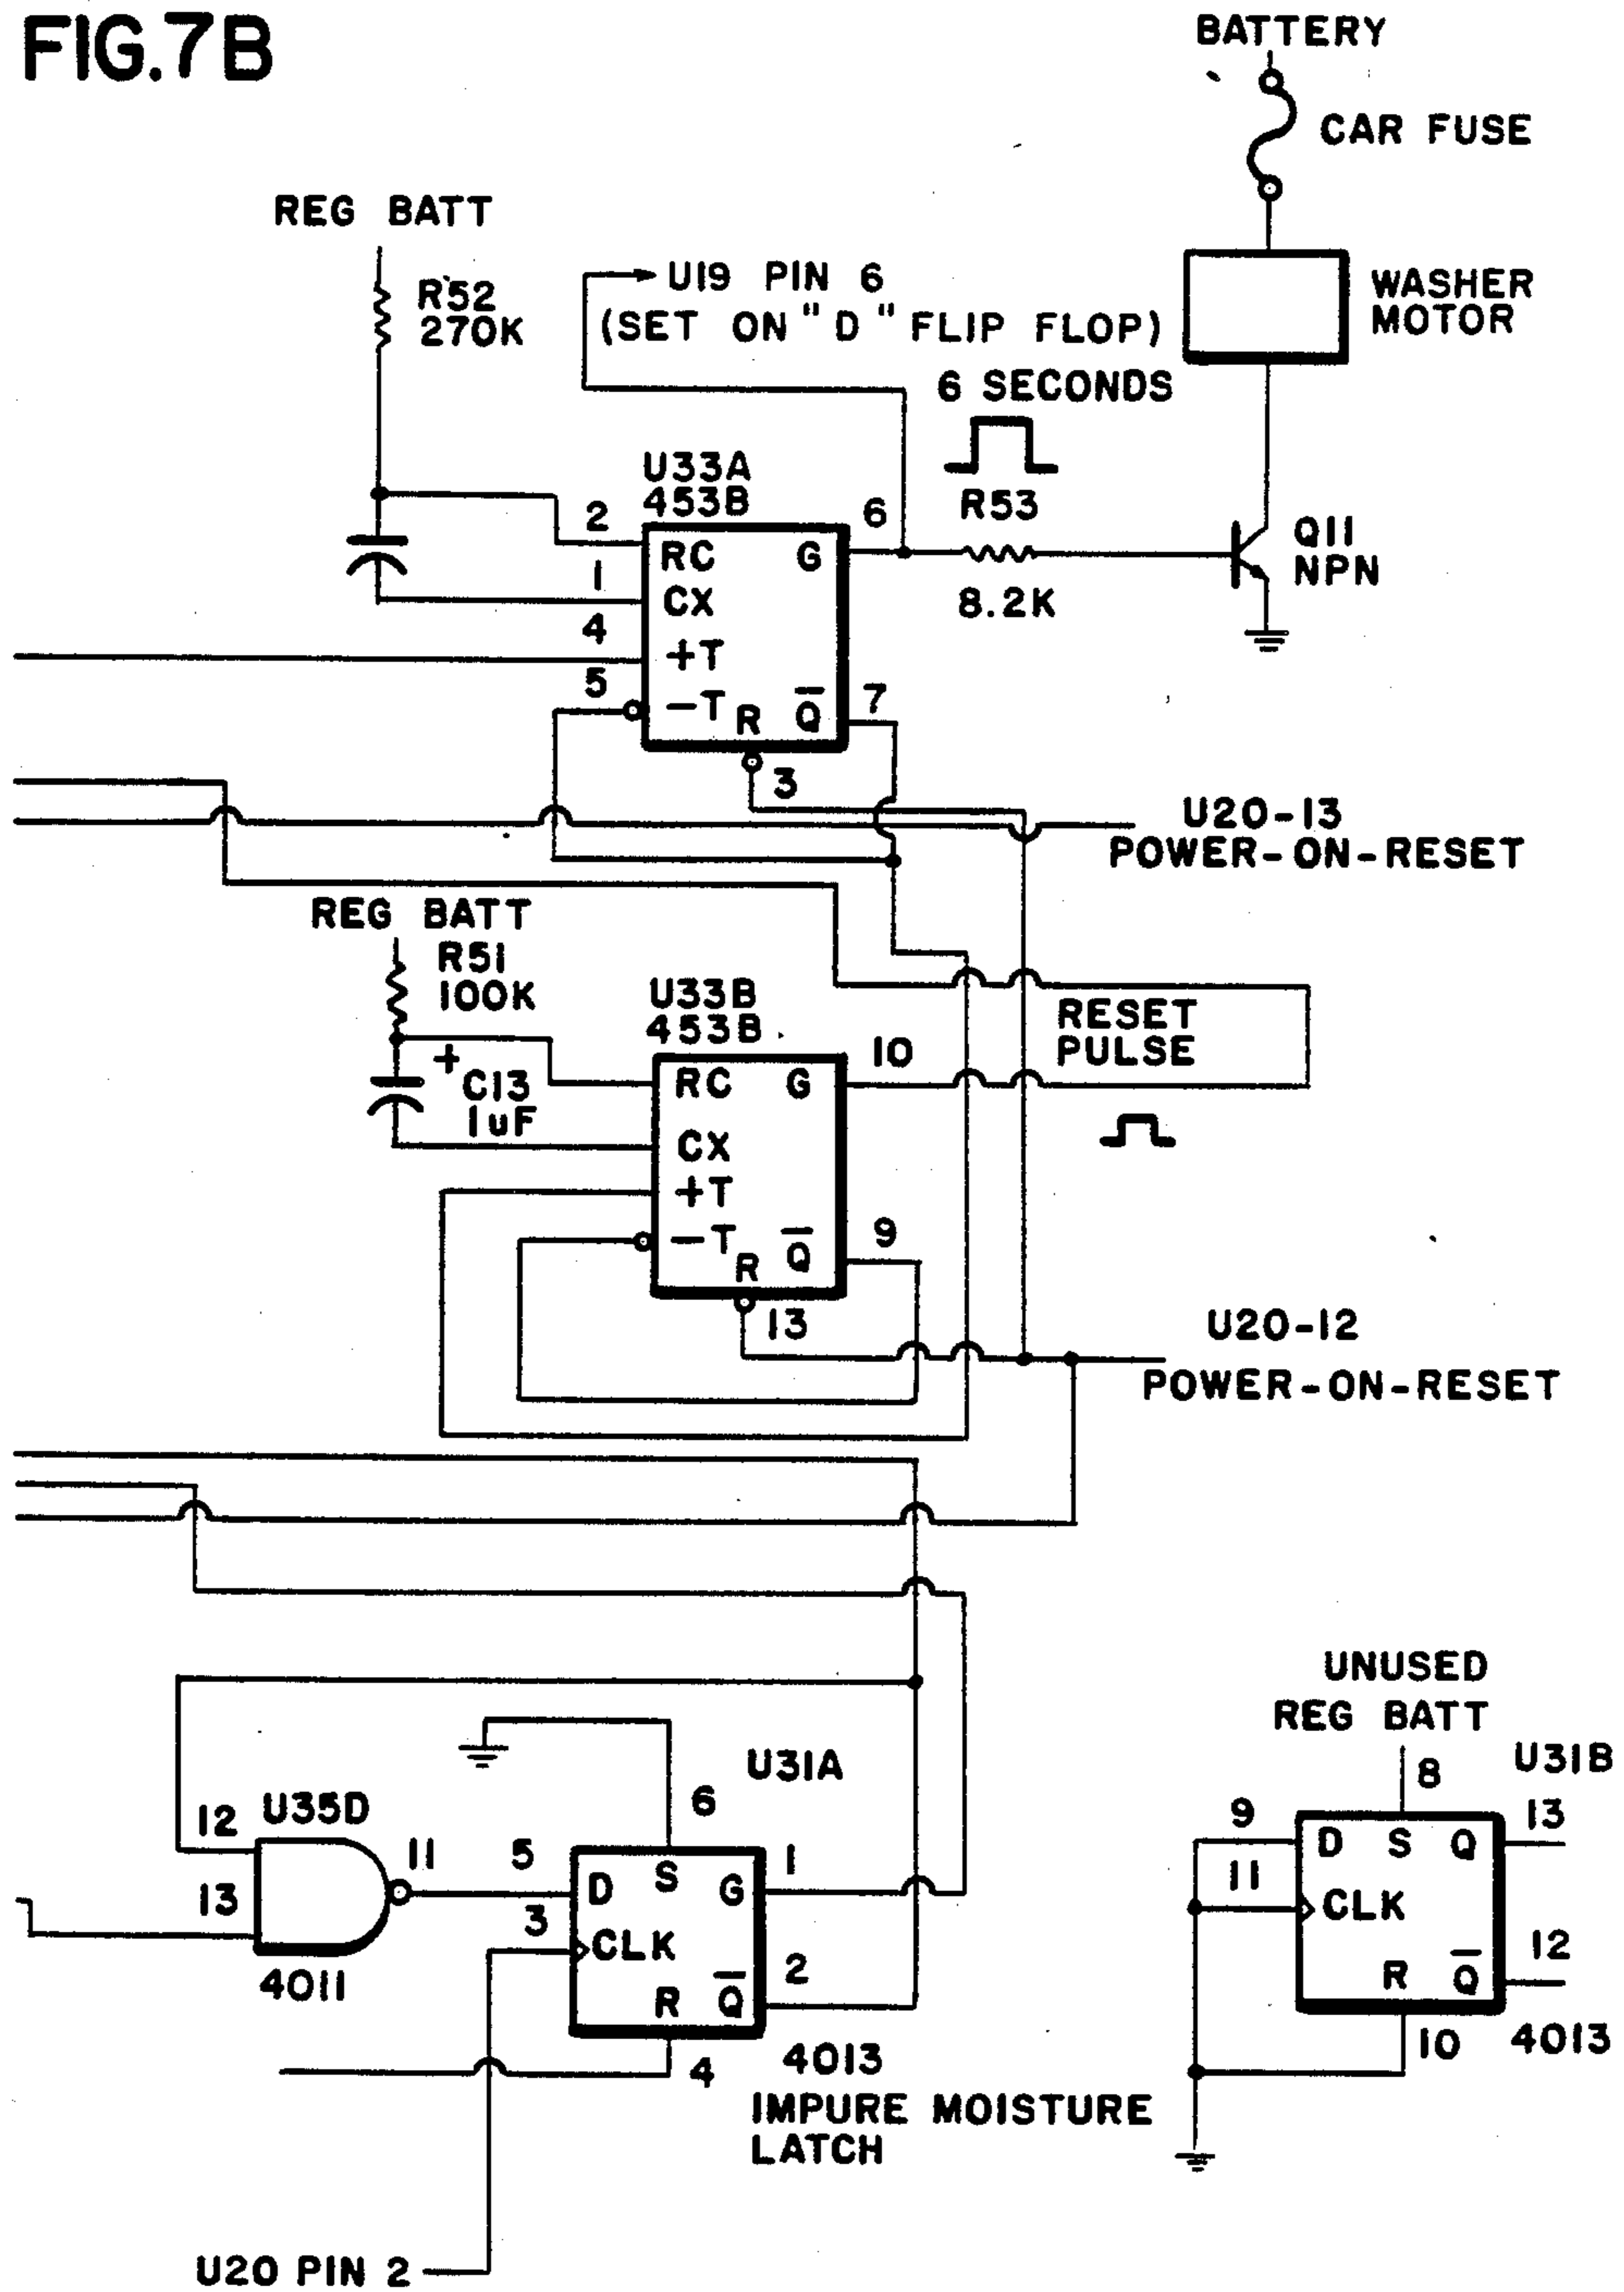 FIG.7B
BATTERY
CAR FUSE
REG BATT
R52
270K
U19 PIN 6
(SET ON "D" FLIP FLOP)
WASHER
MOTOR
6 SECONDS
U33A
453B
R53
8.2K
Q11
NPN
2
1
4
5
6
7
3
RC
G
CX
+T
-T
R
Q̅
U20-13
POWER-ON-RESET
REG BATT
R51
100K
+
C13
1uF
U33B
453B
10
RESET
PULSE
RC
G
CX
+T
-T
R
Q̅
9
13
U20-12
POWER-ON-RESET
UNUSED
REG BATT
U31A
U31B
6
8
U35D
12
13
11
4011
5
3
1
2
D
S
G
CLK
R
Q̅
4
4013
IMPURE MOISTURE
LATCH
9
11
13
12
D
S
Q
CLK
R
Q̅
10
4013
U20 PIN 2